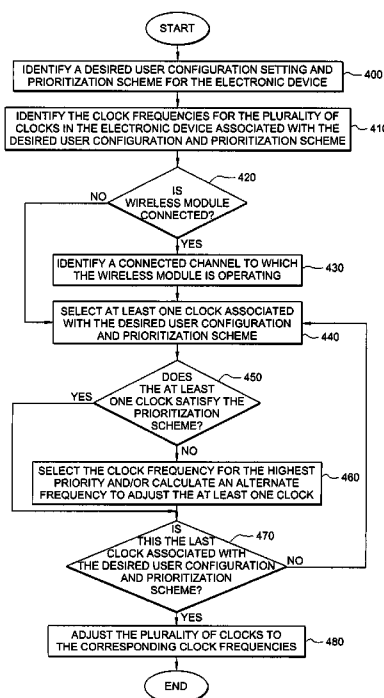 START
IDENTIFY A DESIRED USER CONFIGURATION SETTING AND
PRIORITIZATION SCHEME FOR THE ELECTRONIC DEVICE
400
IDENTIFY THE CLOCK FREQUENCIES FOR THE PLURALITY OF
CLOCKS IN THE ELECTRONIC DEVICE ASSOCIATED WITH THE
DESIRED USER CONFIGURATION AND PRIORITIZATION SCHEME
410
420
IS
WIRELESS MODULE
CONNECTED?
NO
YES
IDENTIFY A CONNECTED CHANNEL TO WHICH
THE WIRELESS MODULE IS OPERATING
430
SELECT AT LEAST ONE CLOCK ASSOCIATED
WITH THE DESIRED USER CONFIGURATION
AND PRIORITIZATION SCHEME
440
450
DOES
THE AT LEAST
ONE CLOCK SATISFY THE
PRIORITIZATION
SCHEME?
YES
NO
SELECT THE CLOCK FREQUENCY FOR THE HIGHEST
PRIORITY AND/OR CALCULATE AN ALTERNATE
FREQUENCY TO ADJUST THE AT LEAST ONE CLOCK
460
470
IS
THIS THE LAST
CLOCK ASSOCIATED WITH
THE DESIRED USER CONFIGURATION
AND PRIORITIZATION
SCHEME?
NO
YES
ADJUST THE PLURALITY OF CLOCKS TO
THE CORRESPONDING CLOCK FREQUENCIES
480
END